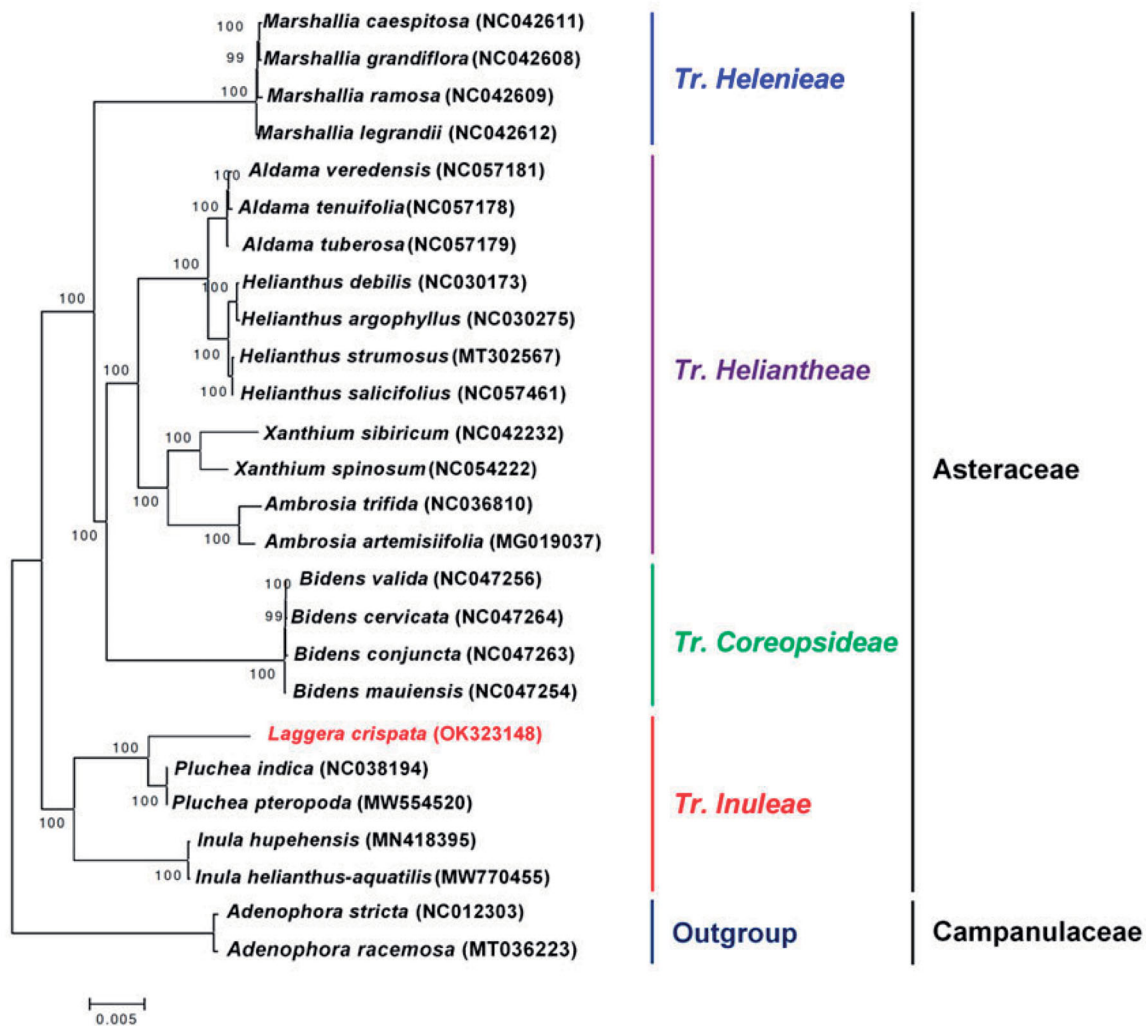 100 Marshallia caespitosa (NC042611)
99 Marshallia grandiflora (NC042608)
100 Marshallia ramosa (NC042609)
Marshallia legrandii (NC042612)
Tr. Helenieae
100 Aldama veredensis (NC057181)
100 Aldama tenuifolia(NC057178)
Aldama tuberosa (NC057179)
100
100 Helianthus debilis (NC030173)
100
Helianthus argophyllus (NC030275)
100 Helianthus strumosus (MT302567)
100 Helianthus salicifolius (NC057461)
100
Tr. Heliantheae
100 Xanthium sibiricum (NC042232)
Xanthium spinosum(NC054222)
100
Ambrosia trifida (NC036810)
100 Ambrosia artemisiifolia (MG019037)
100
Asteraceae
100 Bidens valida (NC047256)
99 Bidens cervicata (NC047264)
Bidens conjuncta (NC047263)
100 Bidens mauiensis (NC047254)
Tr. Coreopsideae
Laggera crispata (OK323148)
100
Pluchea indica (NC038194)
100 Pluchea pteropoda (MW554520)
100
Inula hupehensis (MN418395)
100 Inula helianthus-aquatilis(MW770455)
Tr. Inuleae
Adenophora stricta (NC012303)
Adenophora racemosa (MT036223)
Outgroup
Campanulaceae
0.005